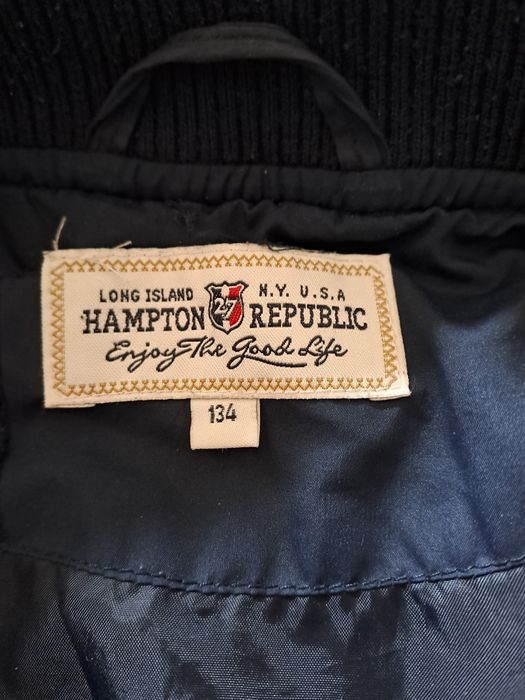 LONG ISLAND 27 N.Y. U.S.A
HAMPTON REPUBLIC
Enjoy The Good Life
134